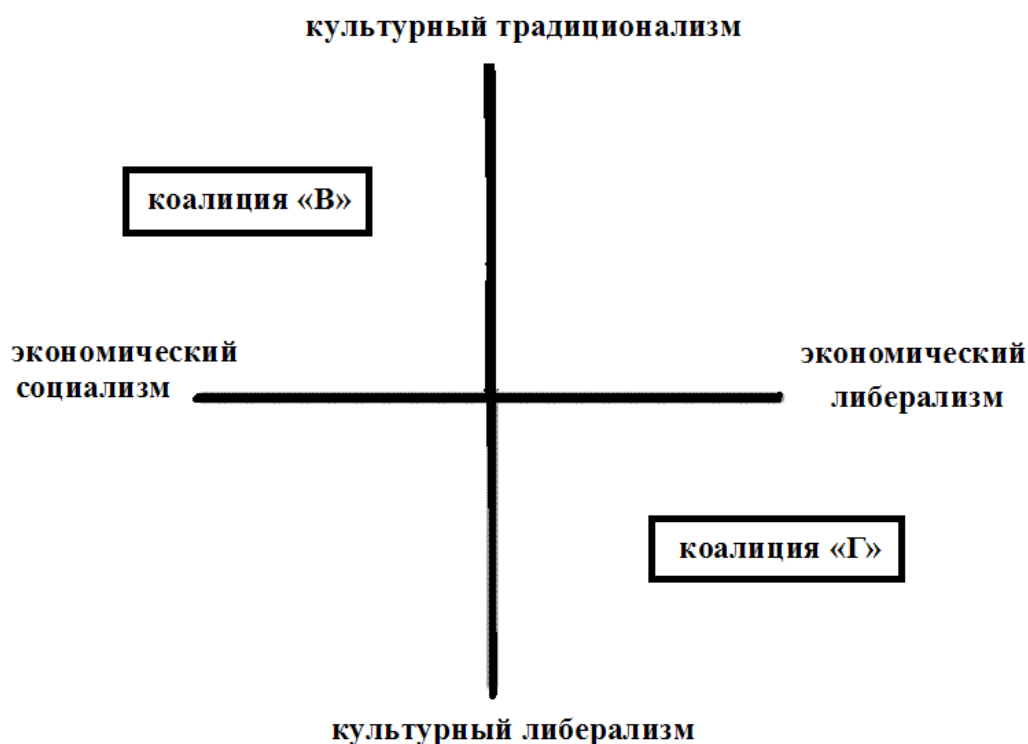 культурный традиционализм
коалиция «В»
экономический
социализм
экономический
либерализм
коалиция «Г»
культурный либерализм